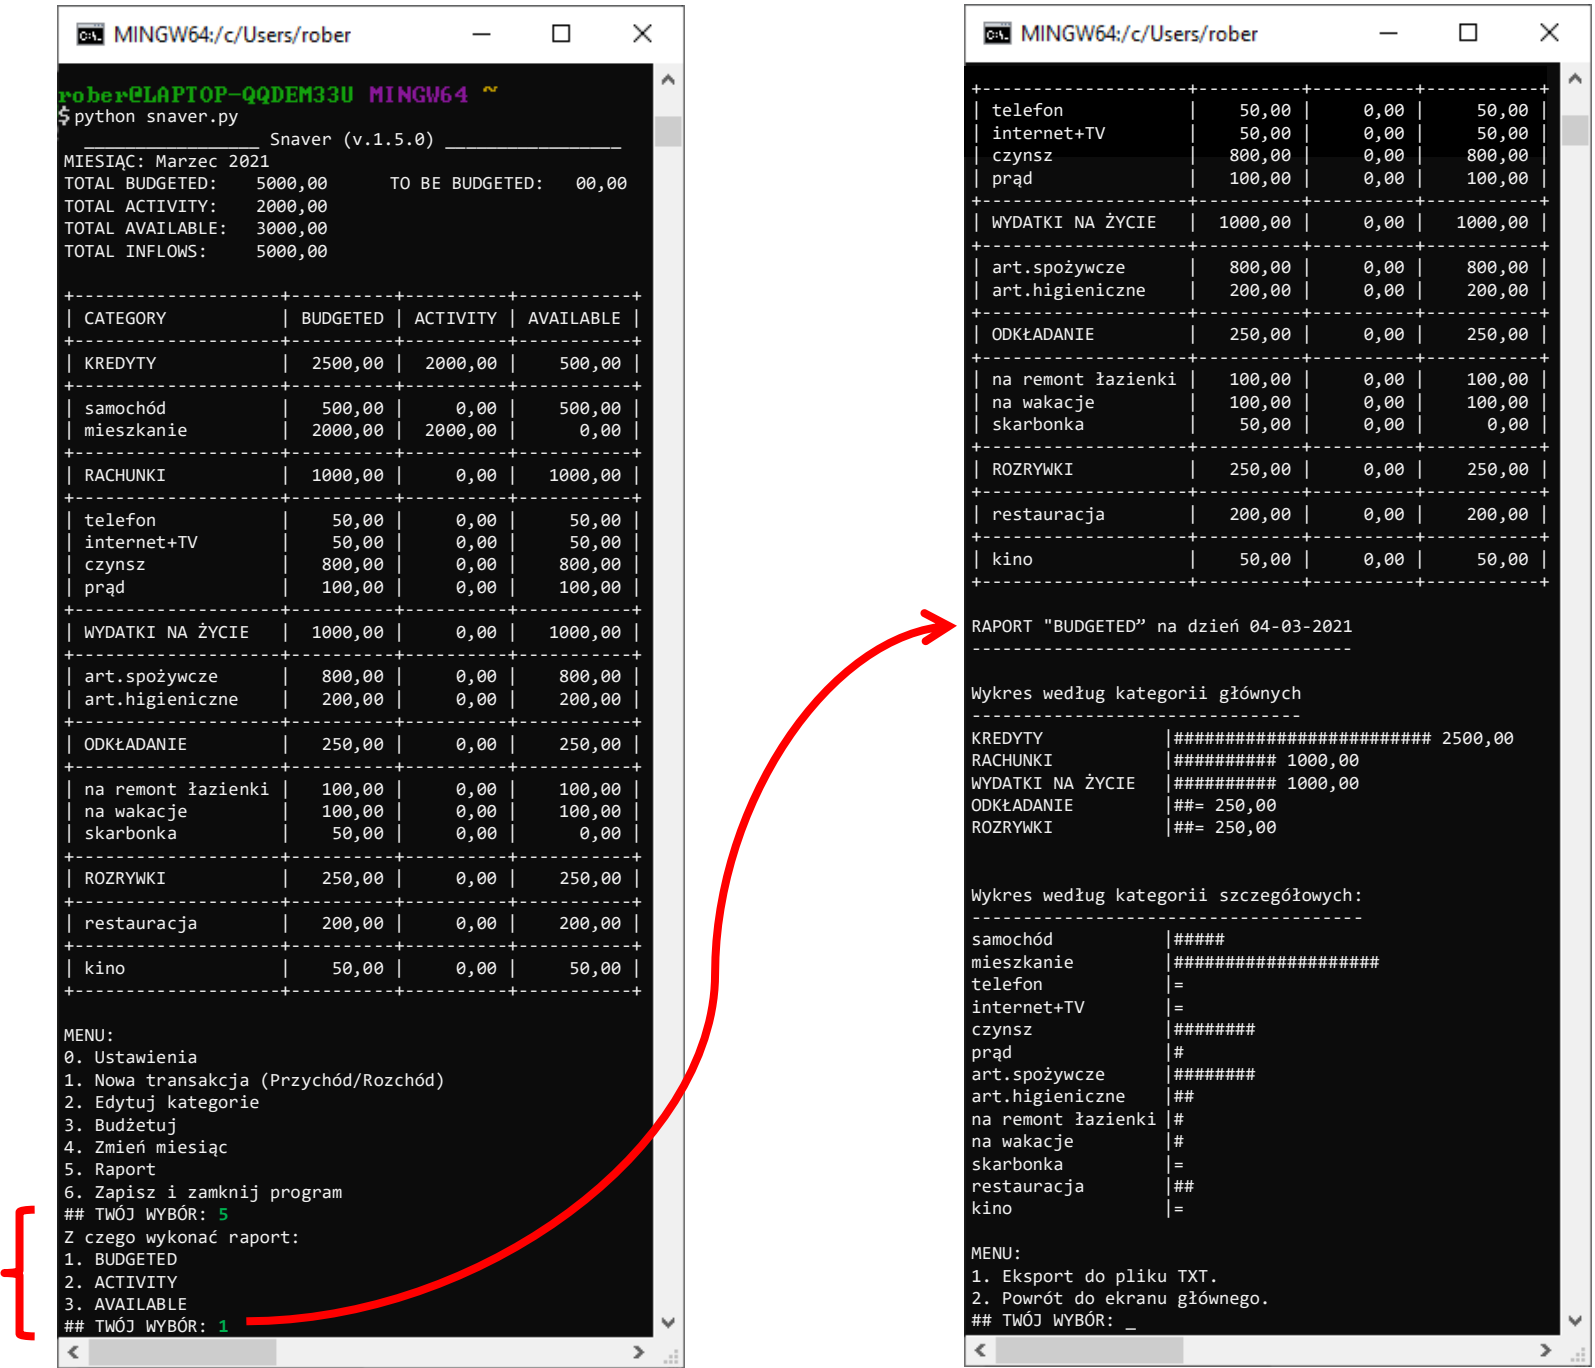 MINGW64:/c/Users/rober
rober@LAPTOP-QQDEM33U MINGW64 ~
$ python snaver.py
_________________ Snaver (v.1.5.0) _________________
MIESIĄC: Marzec 2021
TOTAL BUDGETED: 5000,00 TO BE BUDGETED: 00,00
TOTAL ACTIVITY: 2000,00
TOTAL AVAILABLE: 3000,00
TOTAL INFLOWS: 5000,00
+--------------------+----------+----------+-----------+
| CATEGORY | BUDGETED | ACTIVITY | AVAILABLE |
+--------------------+----------+----------+-----------+
| KREDYTY | 2500,00 | 2000,00 | 500,00 |
+--------------------+----------+----------+-----------+
| samochód | 500,00 | 0,00 | 500,00 |
| mieszkanie | 2000,00 | 2000,00 | 0,00 |
+--------------------+----------+----------+-----------+
| RACHUNKI | 1000,00 | 0,00 | 1000,00 |
+--------------------+----------+----------+-----------+
| telefon | 50,00 | 0,00 | 50,00 |
| internet+TV | 50,00 | 0,00 | 50,00 |
| czynsz | 800,00 | 0,00 | 800,00 |
| prąd | 100,00 | 0,00 | 100,00 |
+--------------------+----------+----------+-----------+
| WYDATKI NA ŻYCIE | 1000,00 | 0,00 | 1000,00 |
+--------------------+----------+----------+-----------+
| art.spożywcze | 800,00 | 0,00 | 800,00 |
| art.higieniczne | 200,00 | 0,00 | 200,00 |
+--------------------+----------+----------+-----------+
| ODKŁADANIE | 250,00 | 0,00 | 250,00 |
+--------------------+----------+----------+-----------+
| na remont łazienki | 100,00 | 0,00 | 100,00 |
| na wakacje | 100,00 | 0,00 | 100,00 |
| skarbonka | 50,00 | 0,00 | 0,00 |
+--------------------+----------+----------+-----------+
| ROZRYWKI | 250,00 | 0,00 | 250,00 |
+--------------------+----------+----------+-----------+
| restauracja | 200,00 | 0,00 | 200,00 |
+--------------------+----------+----------+-----------+
| kino | 50,00 | 0,00 | 50,00 |
+--------------------+----------+----------+-----------+
MENU:
0. Ustawienia
1. Nowa transakcja (Przychód/Rozchód)
2. Edytuj kategorie
3. Budżetuj
4. Zmień miesiąc
5. Raport
6. Zapisz i zamknij program
## TWÓJ WYBÓR: 5
Z czego wykonać raport:
1. BUDGETED
2. ACTIVITY
3. AVAILABLE
## TWÓJ WYBÓR: 1
MINGW64:/c/Users/rober
+--------------------+----------+----------+-----------+
| telefon | 50,00 | 0,00 | 50,00 |
| internet+TV | 50,00 | 0,00 | 50,00 |
| czynsz | 800,00 | 0,00 | 800,00 |
| prąd | 100,00 | 0,00 | 100,00 |
+--------------------+----------+----------+-----------+
| WYDATKI NA ŻYCIE | 1000,00 | 0,00 | 1000,00 |
+--------------------+----------+----------+-----------+
| art.spożywcze | 800,00 | 0,00 | 800,00 |
| art.higieniczne | 200,00 | 0,00 | 200,00 |
+--------------------+----------+----------+-----------+
| ODKŁADANIE | 250,00 | 0,00 | 250,00 |
+--------------------+----------+----------+-----------+
| na remont łazienki | 100,00 | 0,00 | 100,00 |
| na wakacje | 100,00 | 0,00 | 100,00 |
| skarbonka | 50,00 | 0,00 | 0,00 |
+--------------------+----------+----------+-----------+
| ROZRYWKI | 250,00 | 0,00 | 250,00 |
+--------------------+----------+----------+-----------+
| restauracja | 200,00 | 0,00 | 200,00 |
+--------------------+----------+----------+-----------+
| kino | 50,00 | 0,00 | 50,00 |
+--------------------+----------+----------+-----------+
RAPORT "BUDGETED” na dzień 04-03-2021
-------------------------------------
Wykres według kategorii głównych
--------------------------------
KREDYTY |######################### 2500,00
RACHUNKI |########## 1000,00
WYDATKI NA ŻYCIE |########## 1000,00
ODKŁADANIE |##= 250,00
ROZRYWKI |##= 250,00
Wykres według kategorii szczegółowych:
--------------------------------------
samochód |#####
mieszkanie |####################
telefon |=
internet+TV |=
czynsz |########
prąd |#
art.spożywcze |########
art.higieniczne |##
na remont łazienki |#
na wakacje |#
skarbonka |=
restauracja |##
kino |=
MENU:
1. Eksport do pliku TXT.
2. Powrót do ekranu głównego.
## TWÓJ WYBÓR: _